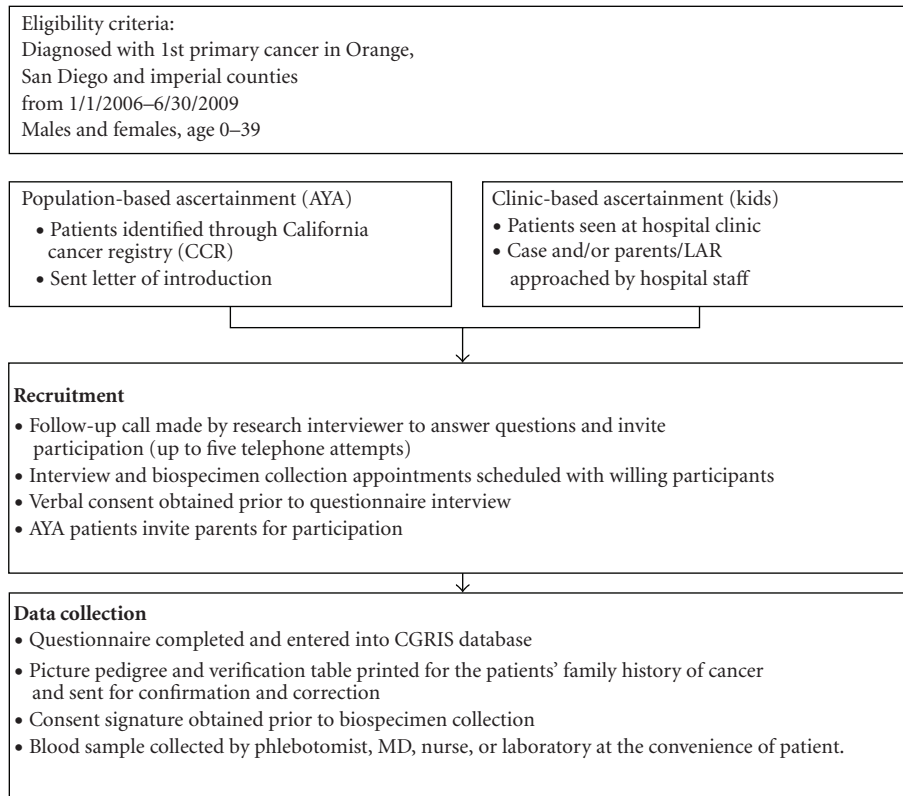 Eligibility criteria:
Diagnosed with 1st primary cancer in Orange,
San Diego and imperial counties
from 1/1/2006–6/30/2009
Males and females, age 0–39
Population-based ascertainment (AYA)
• Patients identified through California
cancer registry (CCR)
• Sent letter of introduction
Clinic-based ascertainment (kids)
• Patients seen at hospital clinic
• Case and/or parents/LAR
approached by hospital staff
Recruitment
• Follow-up call made by research interviewer to answer questions and invite
participation (up to five telephone attempts)
• Interview and biospecimen collection appointments scheduled with willing participants
• Verbal consent obtained prior to questionnaire interview
• AYA patients invite parents for participation
Data collection
• Questionnaire completed and entered into CGRIS database
• Picture pedigree and verification table printed for the patients’ family history of cancer
and sent for confirmation and correction
• Consent signature obtained prior to biospecimen collection
• Blood sample collected by phlebotomist, MD, nurse, or laboratory at the convenience of patient.